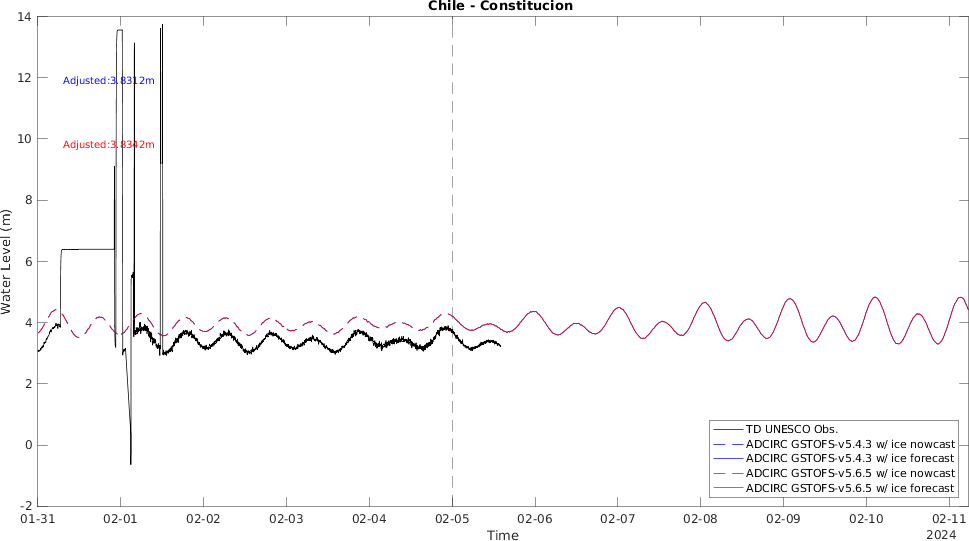 Chile - Constitucion
14
12
10
8
6
4
2
0
-2
Water Level (m)
Adjusted:3.8312m
Adjusted:3.8342m
TD UNESCO Obs.
ADCIRC GSTOFS-v5.4.3 w/ ice nowcast
ADCIRC GSTOFS-v5.4.3 w/ ice forecast
ADCIRC GSTOFS-v5.6.5 w/ ice nowcast
ADCIRC GSTOFS-v5.6.5 w/ ice forecast
01-31 02-01 02-02 02-03 02-04 02-05 02-06 02-07 02-08 02-09 02-10 02-11
Time
2024